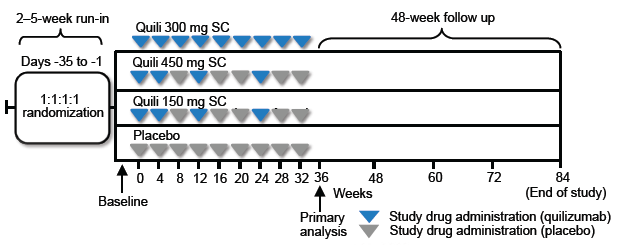 2–5-week run-in
48-week follow up
Days -35 to -1
1:1:1:1
randomization
Quili 300 mg SC
Quili 450 mg SC
Quili 150 mg SC
Placebo
0 4 8 12 16 20 24 28 32 36 48 60 72 84
Weeks
(End of study)
Baseline
Primary
analysis
Study drug administration (quilizumab)
Study drug administration (placebo)